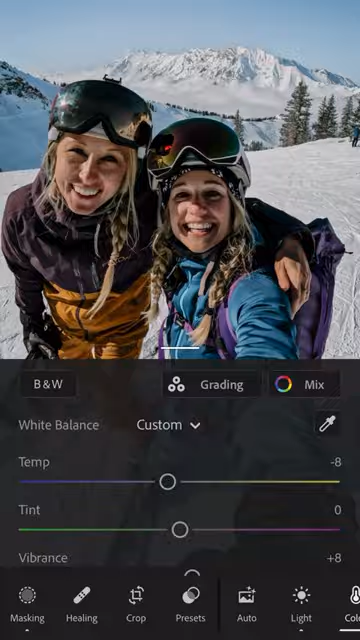 B&W
Grading
Mix
White Balance
Custom
Temp
-8
Tint
0
Vibrance
+8
Masking
Healing
Crop
Presets
Auto
Light